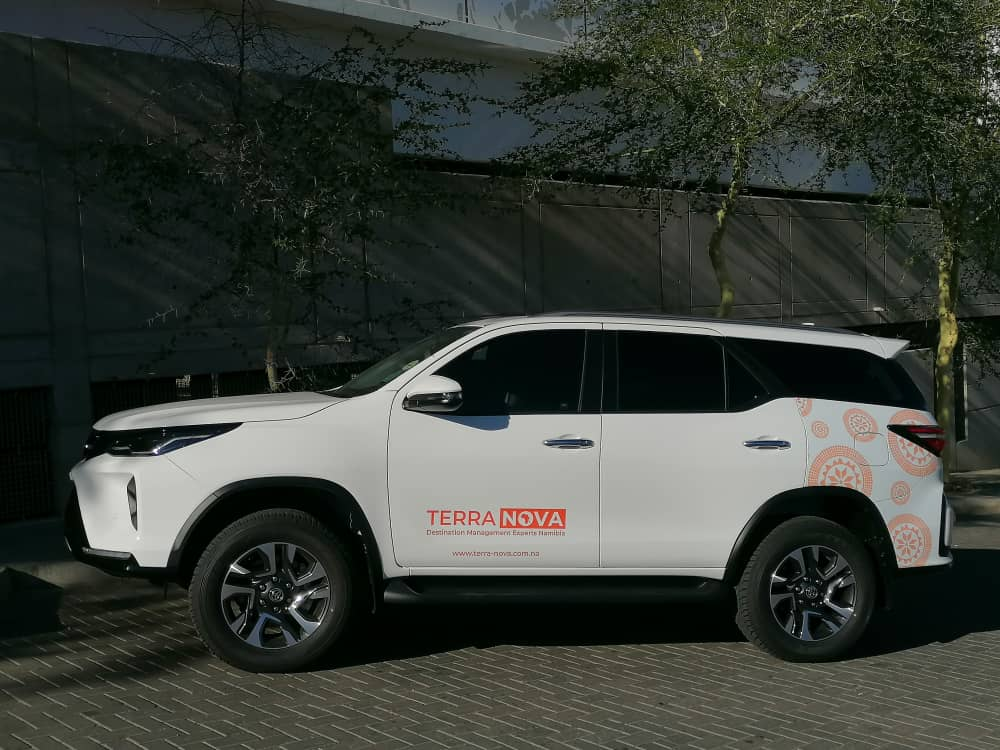 TERRA NOVA
Destination Management Experts Namibia
www.terra-nova.com.na